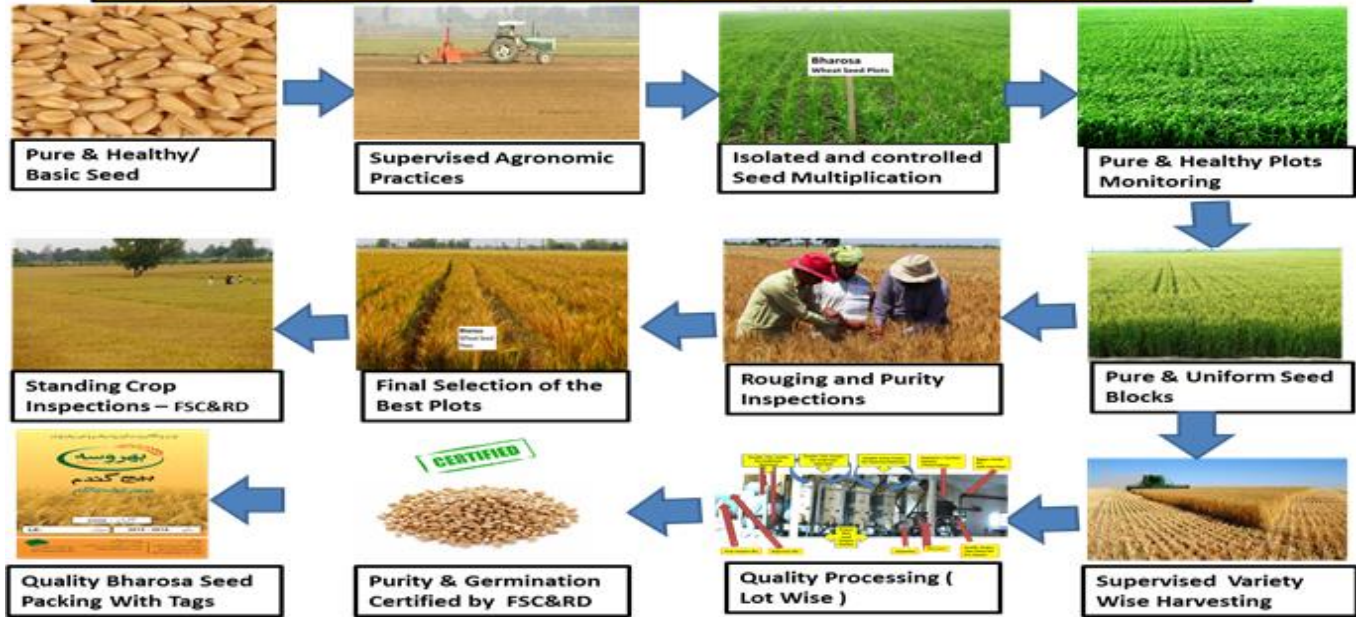 Pure & Healthy/
Basic Seed
Supervised Agronomic
Practices
Bharosa
Wheat Seed Plots
Isolated and controlled
Seed Multiplication
Pure & Healthy Plots
Monitoring
Standing Crop
Inspections – FSC&RD
Bharosa
Wheat Seed
Final Selection of the
Best Plots
Rouging and Purity
Inspections
Pure & Uniform Seed
Blocks
بھروسہ
بیج گندم
Quality Bharosa Seed
Packing With Tags
CERTIFIED
Purity & Germination
Certified by FSC&RD
Quality Processing (
Lot Wise )
Supervised Variety
Wise Harvesting